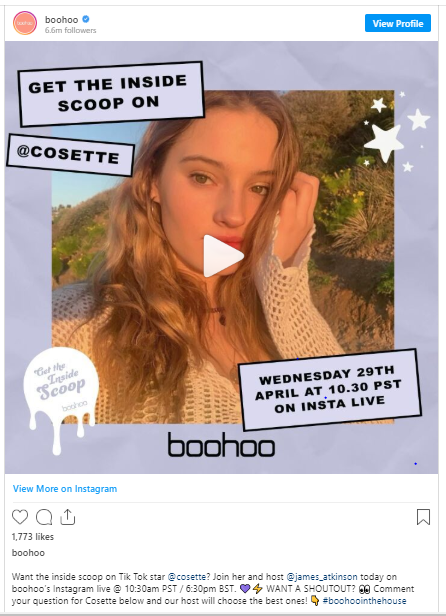 boohoo
6.6m followers
View Profile
GET THE INSIDE
SCOOP ON
@COSETTE
Get the
Inside
Scoop
boohoo
WEDNESDAY 29TH
APRIL AT 10.30 PST
ON INSTA LIVE
boohoo
View More on Instagram
1,773 likes
boohoo
Want the inside scoop on Tik Tok star @cosette? Join her and host @james_atkinson today on
boohoo's Instagram live @ 10:30am PST / 6:30pm BST. 💜⚡ WANT A SHOUTOUT? 👀 Comment
your question for Cosette below and our host will choose the best ones! 👇 #boohoointhehouse